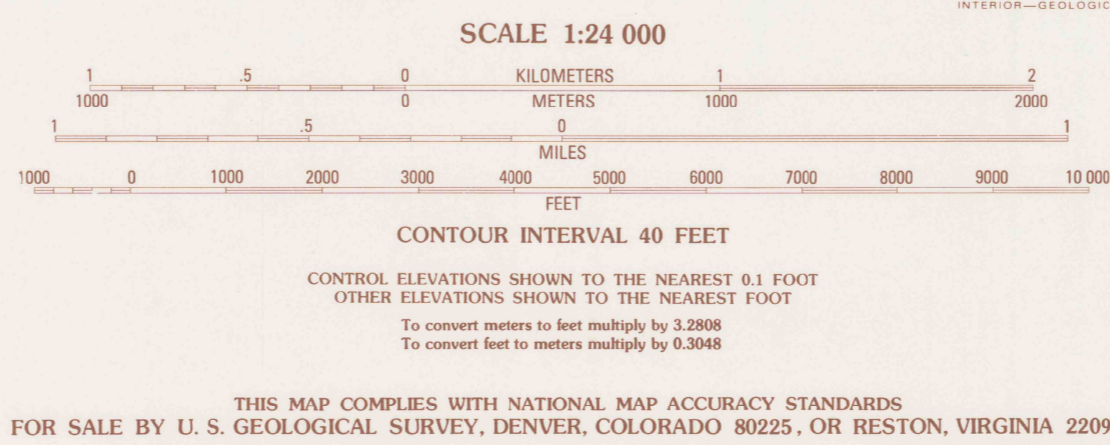 INTERIOR—GEOLOGIC
SCALE 1:24 000
1 .5 0 KILOMETERS 1 2
1000 0 METERS 1000 2000
1 .5 0 1
MILES
1000 0 1000 2000 3000 4000 5000 6000 7000 8000 9000 10 000
FEET
CONTOUR INTERVAL 40 FEET
CONTROL ELEVATIONS SHOWN TO THE NEAREST 0.1 FOOT
OTHER ELEVATIONS SHOWN TO THE NEAREST FOOT
To convert meters to feet multiply by 3.2808
To convert feet to meters multiply by 0.3048
THIS MAP COMPLIES WITH NATIONAL MAP ACCURACY STANDARDS
FOR SALE BY U. S. GEOLOGICAL SURVEY, DENVER, COLORADO 80225, OR RESTON, VIRGINIA 2209